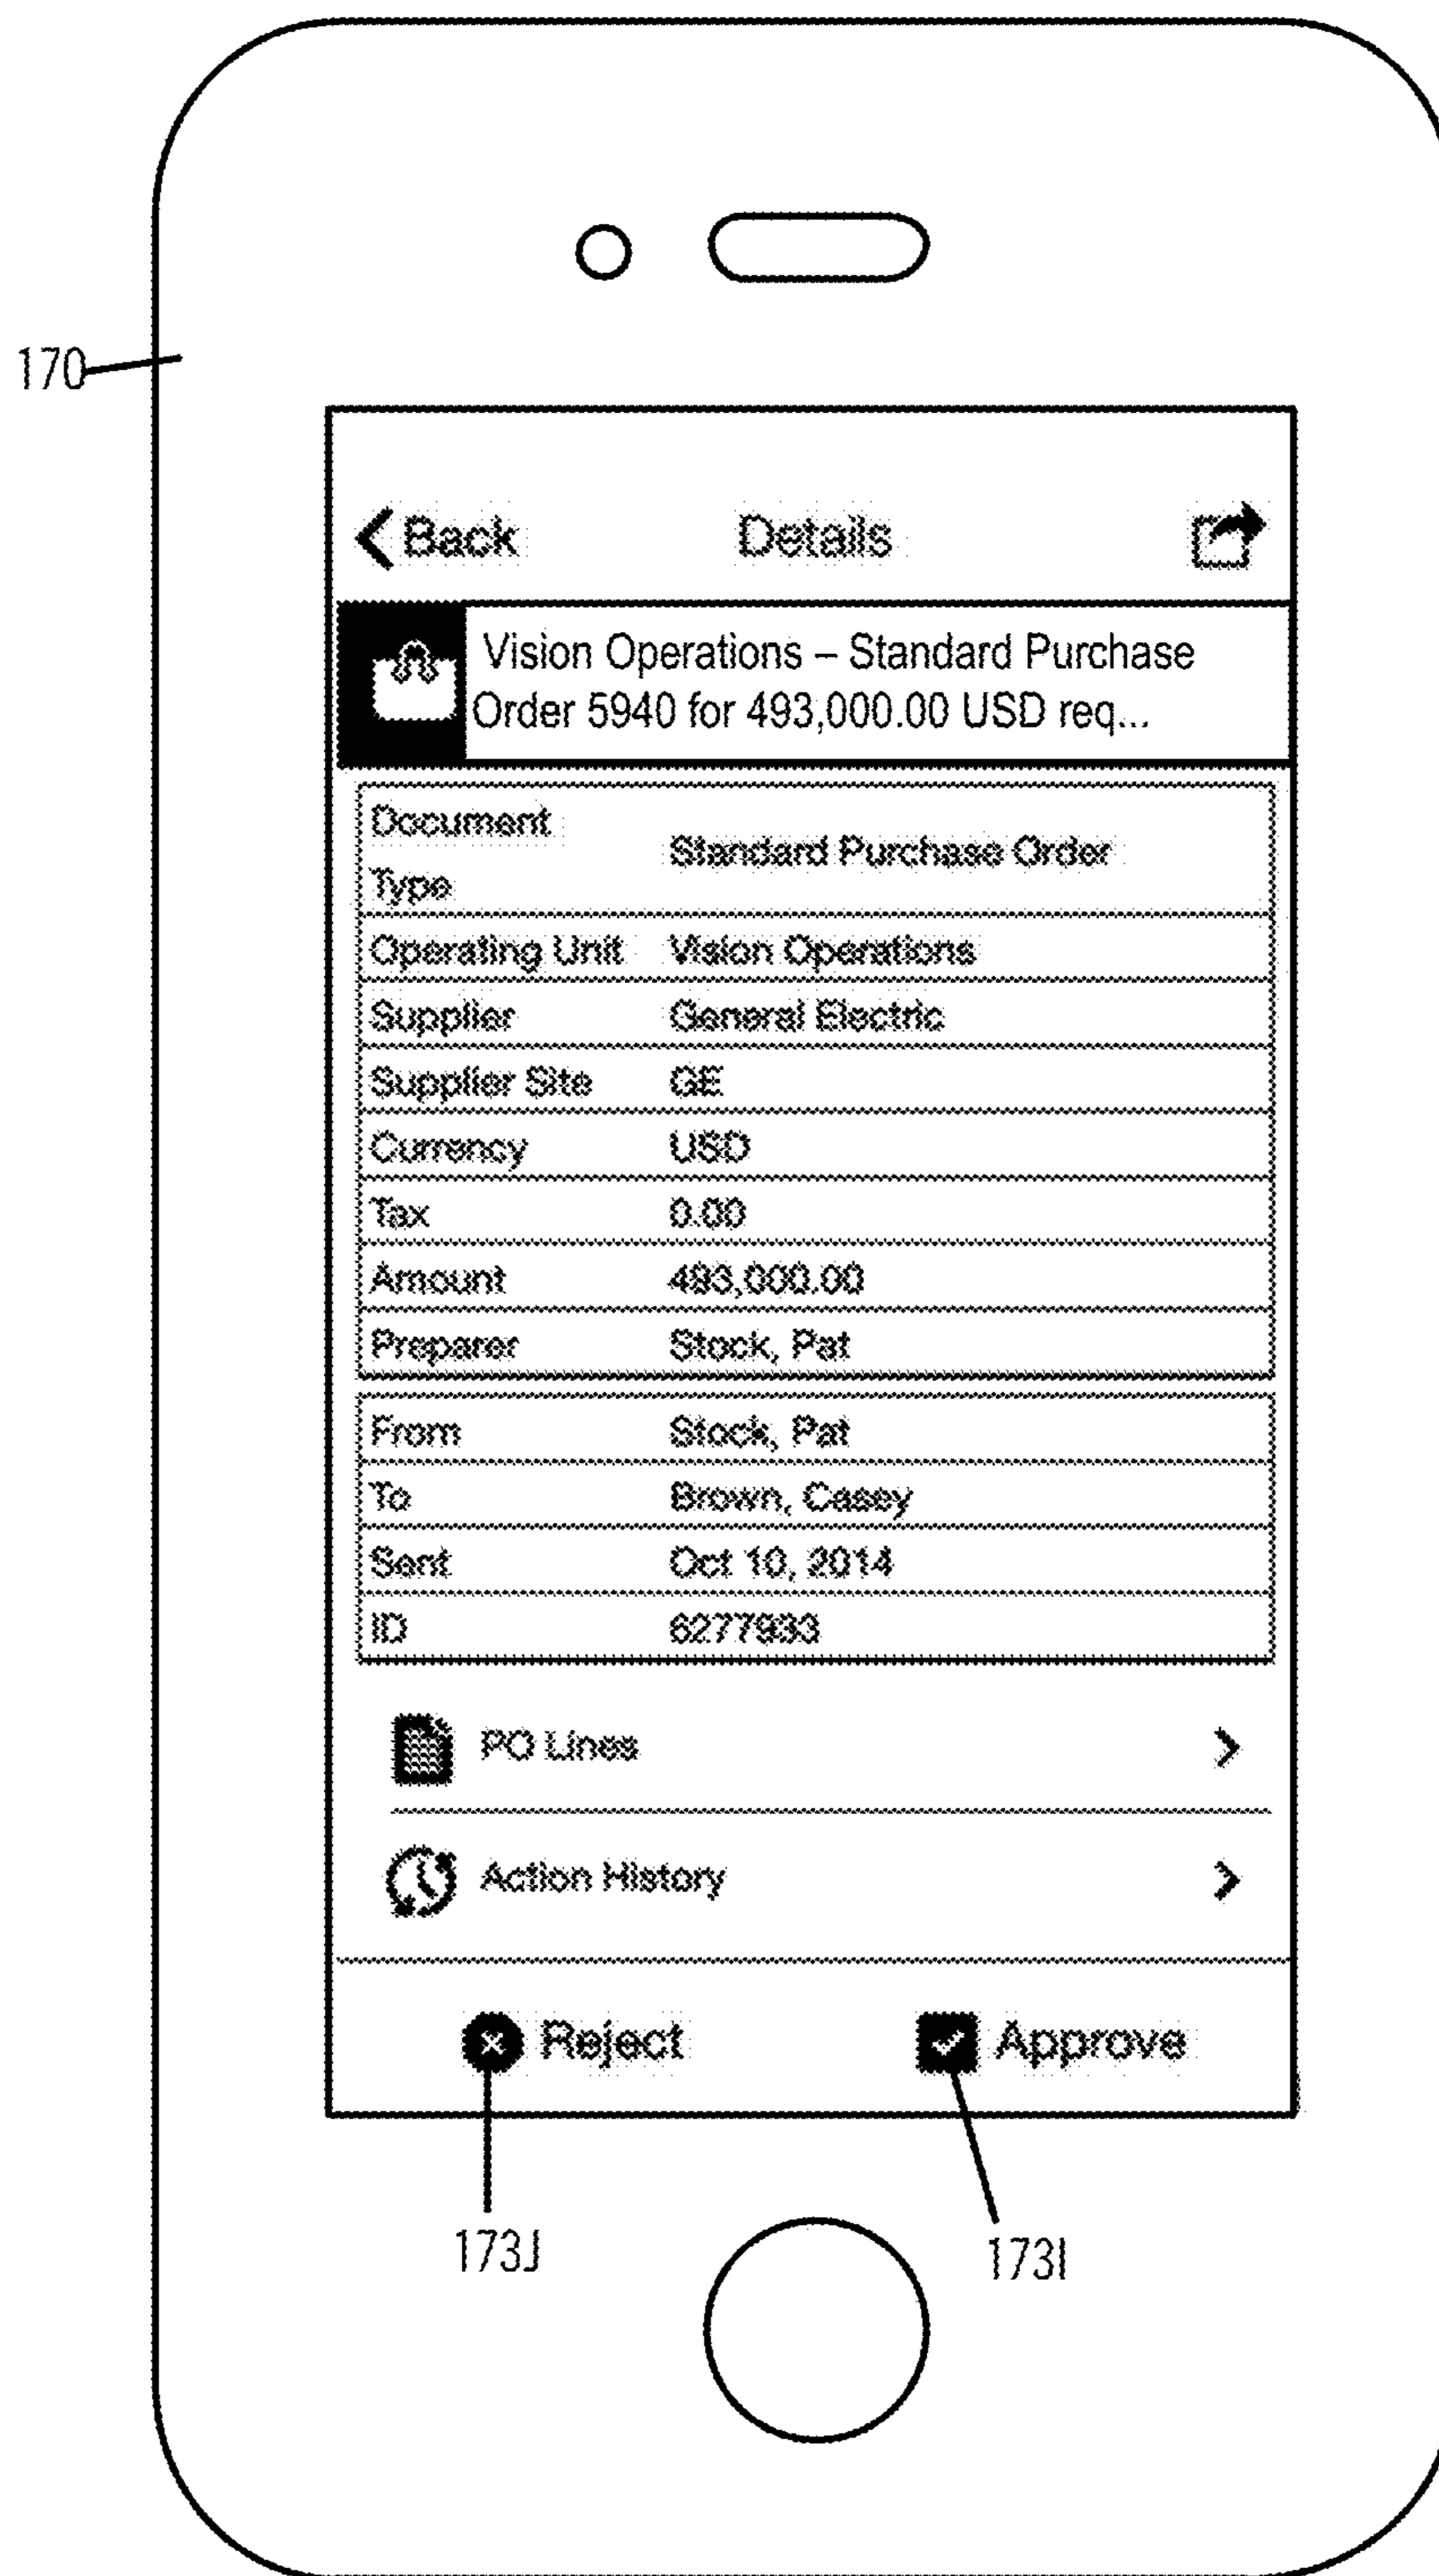 170
Back Details
Vision Operations – Standard Purchase
Order 5940 for 493,000.00 USD req...
Document
Type Standard Purchase Order
Operating Unit Vision Operations
Supplier General Electric
Supplier Site GE
Currency USD
Tax 0.00
Amount 493,000.00
Preparer Stock, Pat
From Stock, Pat
To Brown, Casey
Sent Oct 10, 2014
ID 6277933
PO Lines
Action History
Reject Approve
173J 173I